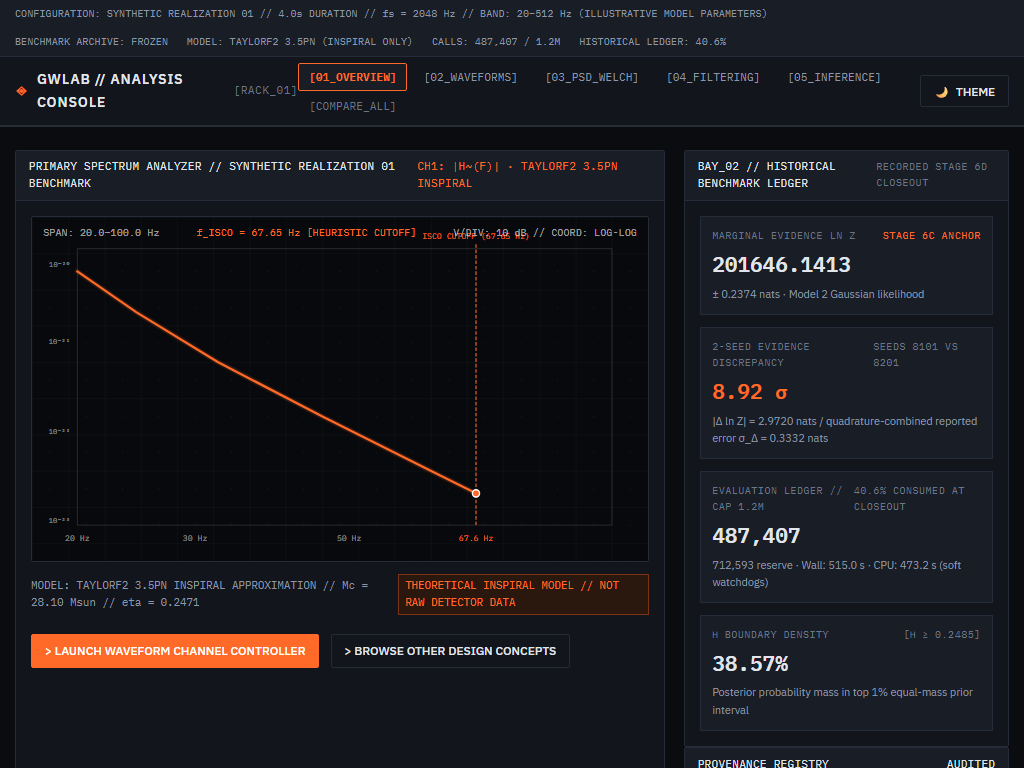 CONFIGURATION: SYNTHETIC REALIZATION 01 // 4.0s DURATION // fs = 2048 Hz // BAND: 20–512 Hz (ILLUSTRATIVE MODEL PARAMETERS)
BENCHMARK ARCHIVE: FROZEN MODEL: TAYLORF2 3.5PN (INSPIRAL ONLY) CALLS: 487,407 / 1.2M HISTORICAL LEDGER: 40.6%
GWLAB // ANALYSIS
CONSOLE
[RACK_01]
[01_OVERVIEW] [02_WAVEFORMS] [03_PSD_WELCH] [04_FILTERING] [05_INFERENCE]
[COMPARE_ALL]
THEME
PRIMARY SPECTRUM ANALYZER // SYNTHETIC REALIZATION 01
BENCHMARK
CH1: |H~(F)| · TAYLORF2 3.5PN
INSPIRAL
SPAN: 20.0–100.0 Hz f_ISCO = 67.65 Hz [HEURISTIC CUTOFF] V/DIV: 10 dB // COORD: LOG-LOG
ISCO CUTOFF (67.65 Hz)
20 Hz 30 Hz 50 Hz 67.6 Hz
MODEL: TAYLORF2 3.5PN INSPIRAL APPROXIMATION // Mc =
28.10 Msun // eta = 0.2471
THEORETICAL INSPIRAL MODEL // NOT
RAW DETECTOR DATA
> LAUNCH WAVEFORM CHANNEL CONTROLLER
> BROWSE OTHER DESIGN CONCEPTS
BAY_02 // HISTORICAL
BENCHMARK LEDGER
RECORDED STAGE 6D
CLOSEOUT
MARGINAL EVIDENCE LN Z STAGE 6C ANCHOR
201646.1413
± 0.2374 nats · Model 2 Gaussian likelihood
2-SEED EVIDENCE
DISCREPANCY
SEEDS 8101 VS
8201
8.92 σ
|Δ ln Z| = 2.9720 nats / quadrature-combined reported
error σ_Δ = 0.3332 nats
EVALUATION LEDGER //
CAP 1.2M
40.6% CONSUMED AT
CLOSEOUT
487,407
712,593 reserve · Wall: 515.0 s · CPU: 473.2 s (soft
watchdogs)
H BOUNDARY DENSITY [H ≥ 0.2485]
38.57%
Posterior probability mass in top 1% equal-mass prior
interval
PROVENANCE REGISTRY AUDITED